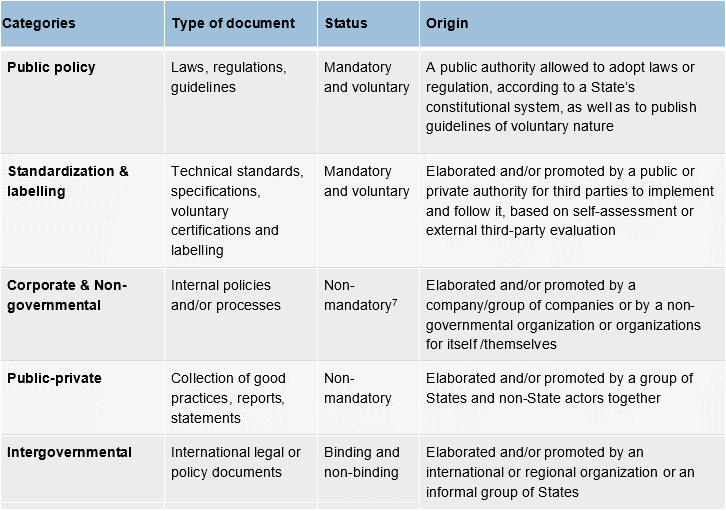 Categories
Type of document
Status
Origin
Public policy
Laws, regulations,
guidelines
Mandatory
and voluntary
A public authority allowed to adopt laws or
regulation, according to a State’s
constitutional system, as well as to publish
guidelines of voluntary nature
Standardization &
labelling
Technical standards,
specifications,
voluntary
certifications and
labelling
Mandatory
and voluntary
Elaborated and/or promoted by a public or
private authority for third parties to implement
and follow it, based on self-assessment or
external third-party evaluation
Corporate & Non-
governmental
Internal policies
and/or processes
Non-
mandatory⁷
Elaborated and/or promoted by a
company/group of companies or by a non-
governmental organization or organizations
for itself /themselves
Public-private
Collection of good
practices, reports,
statements
Non-
mandatory
Elaborated and/or promoted by a group of
States and non-State actors together
Intergovernmental
International legal or
policy documents
Binding and
non-binding
Elaborated and/or promoted by an
international or regional organization or an
informal group of States